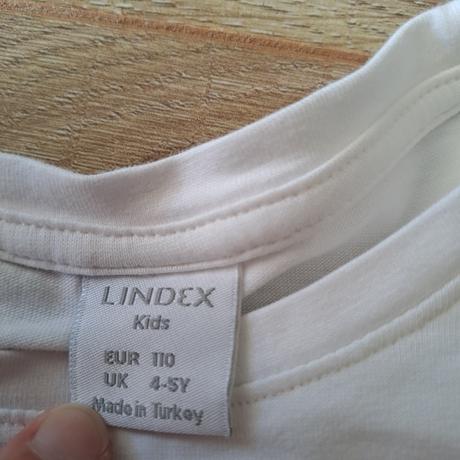 LINDEX
Kids
EUR 110
UK 4-5Y
Made in Turkey